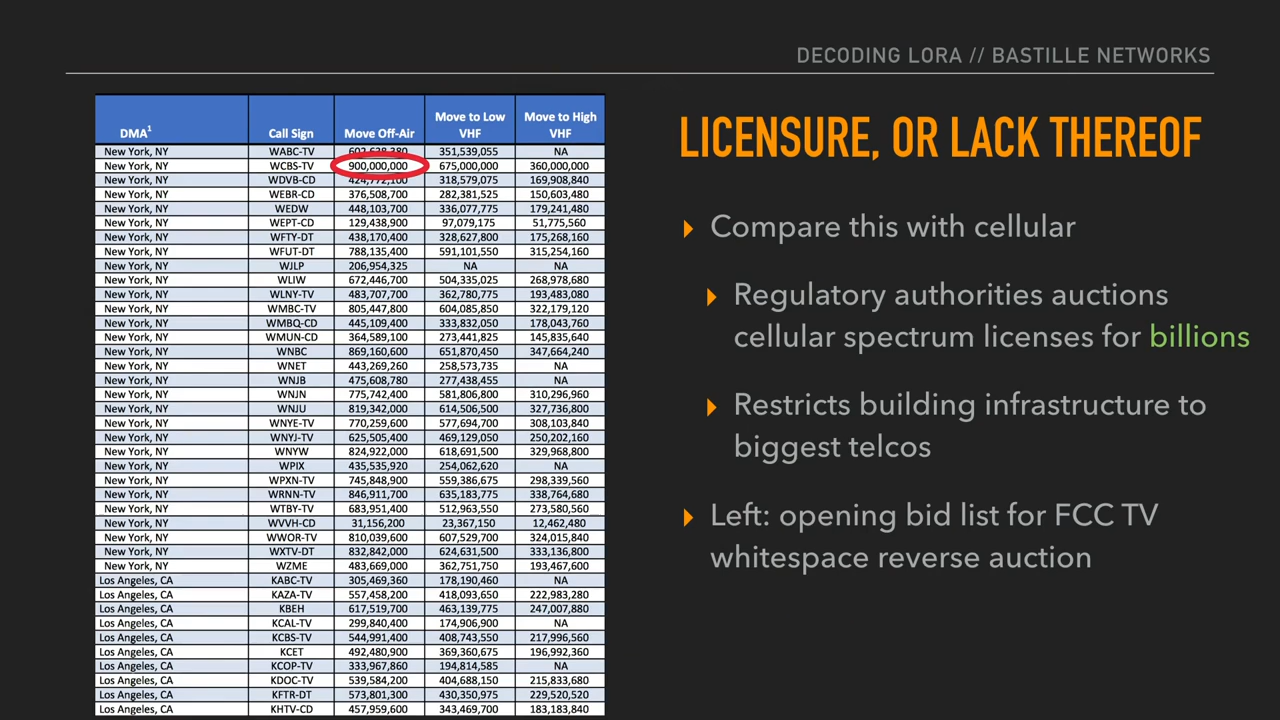 DECODING LORA // BASTILLE NETWORKS
DMA1 Call Sign Move Off-Air Move to Low VHF Move to High VHF
New York, NY WABC-TV 602,628,380 351,539,055 NA
New York, NY WCBS-TV 900,000,000 675,000,000 360,000,000
New York, NY WDVB-CD 424,772,100 318,579,075 169,908,840
New York, NY WEBR-CD 376,508,700 282,381,525 150,603,480
New York, NY WEDW 448,103,700 336,077,775 179,241,480
New York, NY WEPT-CD 129,438,900 97,079,175 51,775,560
New York, NY WFTY-DT 438,170,400 328,627,800 175,268,160
New York, NY WFUT-DT 788,135,400 591,101,550 315,254,160
New York, NY WJLP 206,954,325 NA NA
New York, NY WLIW 672,446,700 504,335,025 268,978,680
New York, NY WLNY-TV 483,707,700 362,780,775 193,483,080
New York, NY WMBC-TV 805,447,800 604,085,850 322,179,120
New York, NY WMBQ-CD 445,109,400 333,832,050 178,043,760
New York, NY WMUN-CD 364,589,100 273,441,825 145,835,640
New York, NY WNBC 869,160,600 651,870,450 347,664,240
New York, NY WNET 443,269,260 258,573,735 NA
New York, NY WNJB 475,608,780 277,438,455 NA
New York, NY WNJN 775,742,400 581,806,800 310,296,960
New York, NY WNJU 819,342,000 614,506,500 327,736,800
New York, NY WNYE-TV 770,259,600 577,694,700 308,103,840
New York, NY WNYJ-TV 625,505,400 469,129,050 250,202,160
New York, NY WNYW 824,922,000 618,691,500 329,968,800
New York, NY WPIX 435,535,920 254,062,620 NA
New York, NY WPXN-TV 745,848,900 559,386,675 298,339,560
New York, NY WRNN-TV 846,911,700 635,183,775 338,764,680
New York, NY WTBY-TV 683,951,400 512,963,550 273,580,560
New York, NY WVVH-CD 31,156,200 23,367,150 12,462,480
New York, NY WWOR-TV 810,039,600 607,529,700 324,015,840
New York, NY WXTV-DT 832,842,000 624,631,500 333,136,800
New York, NY WZME 483,669,000 362,751,750 193,467,600
Los Angeles, CA KABC-TV 305,469,360 178,190,460 NA
Los Angeles, CA KAZA-TV 557,458,200 418,093,650 222,983,280
Los Angeles, CA KBEH 617,519,700 463,139,775 247,007,880
Los Angeles, CA KCAL-TV 299,840,400 174,906,900 NA
Los Angeles, CA KCBS-TV 544,991,400 408,743,550 217,996,560
Los Angeles, CA KCET 492,480,900 369,360,675 196,992,360
Los Angeles, CA KCOP-TV 333,967,860 194,814,585 NA
Los Angeles, CA KDOC-TV 539,584,200 404,688,150 215,833,680
Los Angeles, CA KFTR-DT 573,801,300 430,350,975 229,520,520
Los Angeles, CA KHTV-CD 457,959,600 343,469,700 183,183,840
LICENSURE, OR LACK THEREOF
Compare this with cellular
Regulatory authorities auctions
cellular spectrum licenses for billions
Restricts building infrastructure to
biggest telcos
Left: opening bid list for FCC TV
whitespace reverse auction